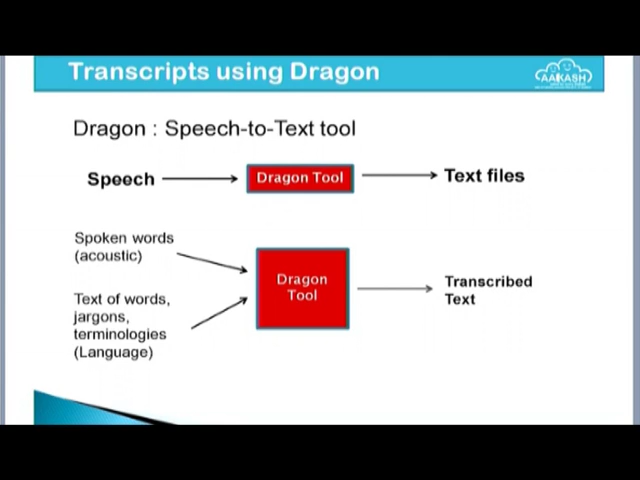 Transcripts using Dragon
AAKASH
Dragon : Speech-to-Text tool
Speech
Dragon Tool
Text files
Spoken words
(acoustic)
Text of words,
jargons,
terminologies
(Language)
Dragon
Tool
Transcribed
Text